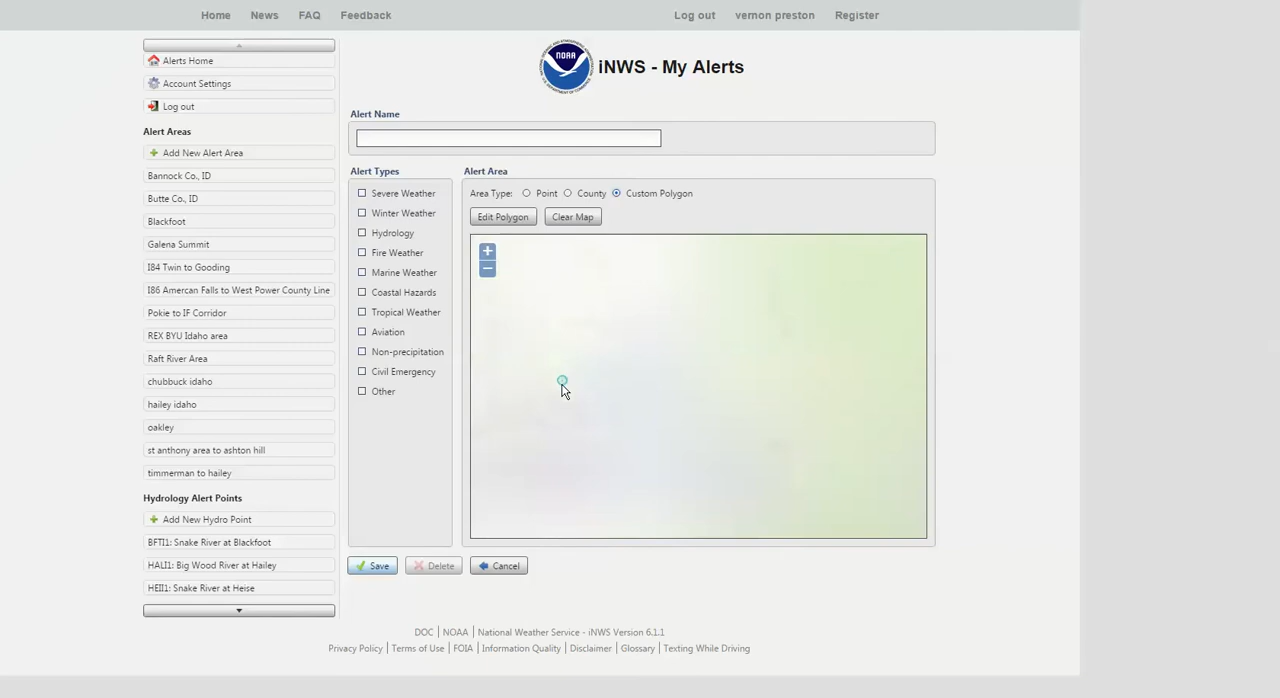 Home News FAQ Feedback Log out vernon preston Register
Alerts Home
Account Settings
Log out
Alert Areas
Add New Alert Area
Bannock Co., ID
Butte Co., ID
Blackfoot
Galena Summit
I84 Twin to Gooding
I86 Amercan Falls to West Power County Line
Pokie to IF Corridor
REX BYU Idaho area
Raft River Area
chubbuck idaho
hailey idaho
oakley
st anthony area to ashton hill
timmerman to hailey
Hydrology Alert Points
Add New Hydro Point
BFTI1: Snake River at Blackfoot
HALI1: Big Wood River at Hailey
HEII1: Snake River at Heise
NOAA
iNWS - My Alerts
Alert Name
Alert Types
Severe Weather
Winter Weather
Hydrology
Fire Weather
Marine Weather
Coastal Hazards
Tropical Weather
Aviation
Non-precipitation
Civil Emergency
Other
Alert Area
Area Type: Point County Custom Polygon
Edit Polygon Clear Map
+
−
Save Delete Cancel
DOC | NOAA | National Weather Service - iNWS Version 6.1.1
Privacy Policy | Terms of Use | FOIA | Information Quality | Disclaimer | Glossary | Texting While Driving